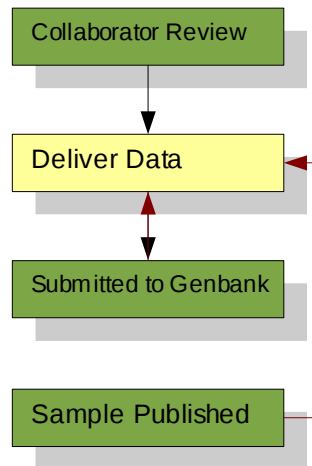 Collaborator Review
Deliver Data
Submitted to Genbank
Sample Published